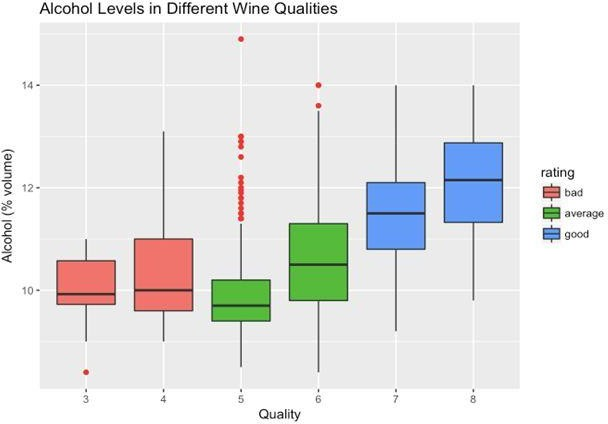 Alcohol Levels in Different Wine Qualities
Alcohol (% volume)
14
12
10
3 4 5 6 7 8
Quality
rating
bad
average
good